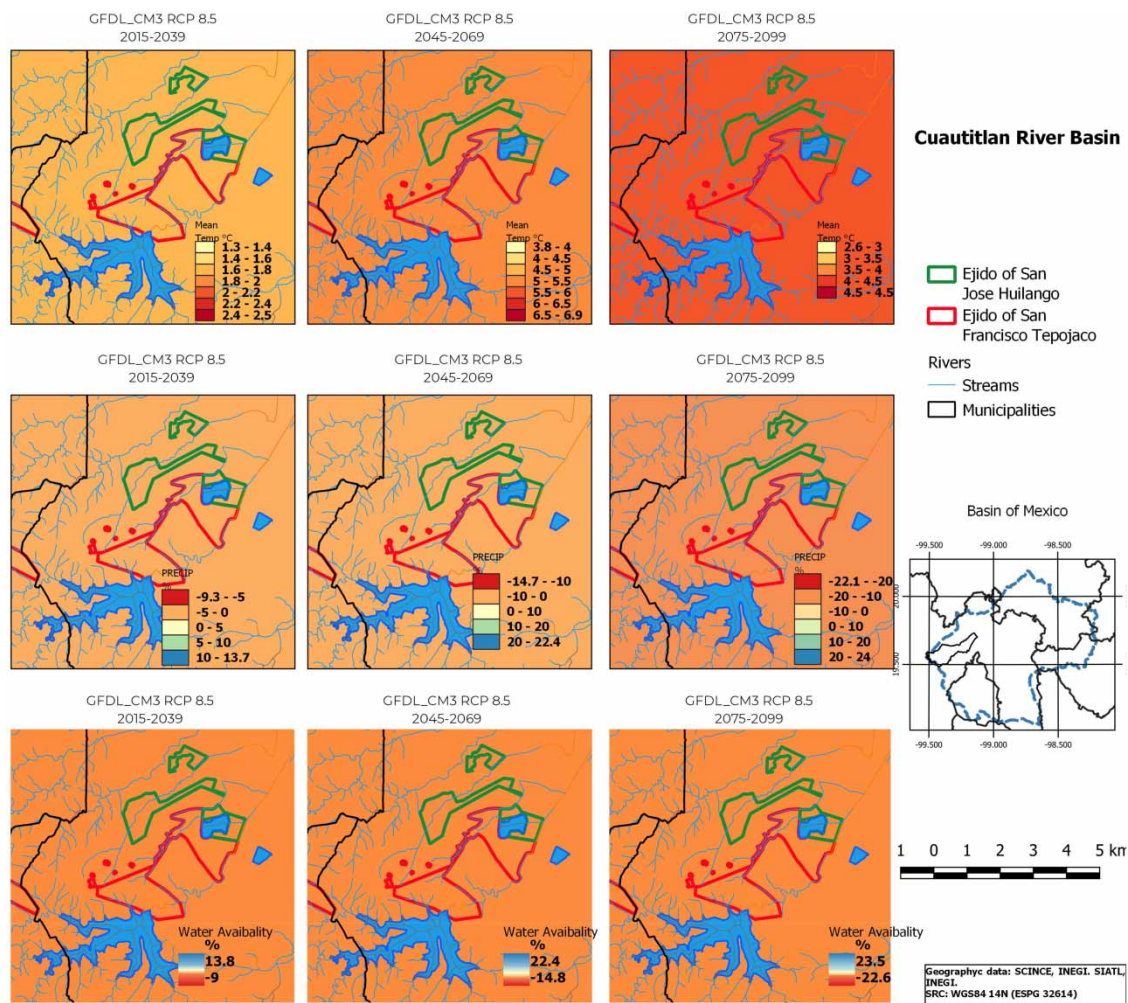 GFDL_CM3 RCP 8.5
2015-2039
GFDL_CM3 RCP 8.5
2045-2069
GFDL_CM3 RCP 8.5
2075-2099
Mean
Temp °C
1.3 - 1.4
1.4 - 1.6
1.6 - 1.8
1.8 - 2
2 - 2.2
2.2 - 2.4
2.4 - 2.5
Mean
Temp °C
3.8 - 4
4 - 4.5
4.5 - 5
5 - 5.5
5.5 - 6
6 - 6.5
6.5 - 6.9
Mean
Temp °C
2.6 - 3
3 - 3.5
3.5 - 4
4 - 4.5
4.5 - 4.5
Cuautitlan River Basin
Ejido of San
Jose Huilango
Ejido of San
Francisco Tepojaco
Rivers
Streams
Municipalities
GFDL_CM3 RCP 8.5
2015-2039
GFDL_CM3 RCP 8.5
2045-2069
GFDL_CM3 RCP 8.5
2075-2099
PRECIP
%
-9.3 - -5
-5 - 0
0 - 5
5 - 10
10 - 13.7
PRECIP
%
-14.7 - -10
-10 - 0
0 - 10
10 - 20
20 - 22.4
PRECIP
%
-22.1 - -20
-20 - -10
-10 - 0
0 - 10
10 - 20
20 - 24
Basin of Mexico
-99.500 -99.000 -98.500
20.000
19.500
-99.500 -99.000 -98.500
GFDL_CM3 RCP 8.5
2015-2039
GFDL_CM3 RCP 8.5
2045-2069
GFDL_CM3 RCP 8.5
2075-2099
Water Avaibality
%
13.8
-9
Water Avaibality
%
22.4
-14.8
Water Avaibality
%
23.5
-22.6
1 0 1 2 3 4 5 km
Geographyc data: SCINCE, INEGI. SIATL,
INEGI.
SRC: WGS84 14N (ESPG 32614)